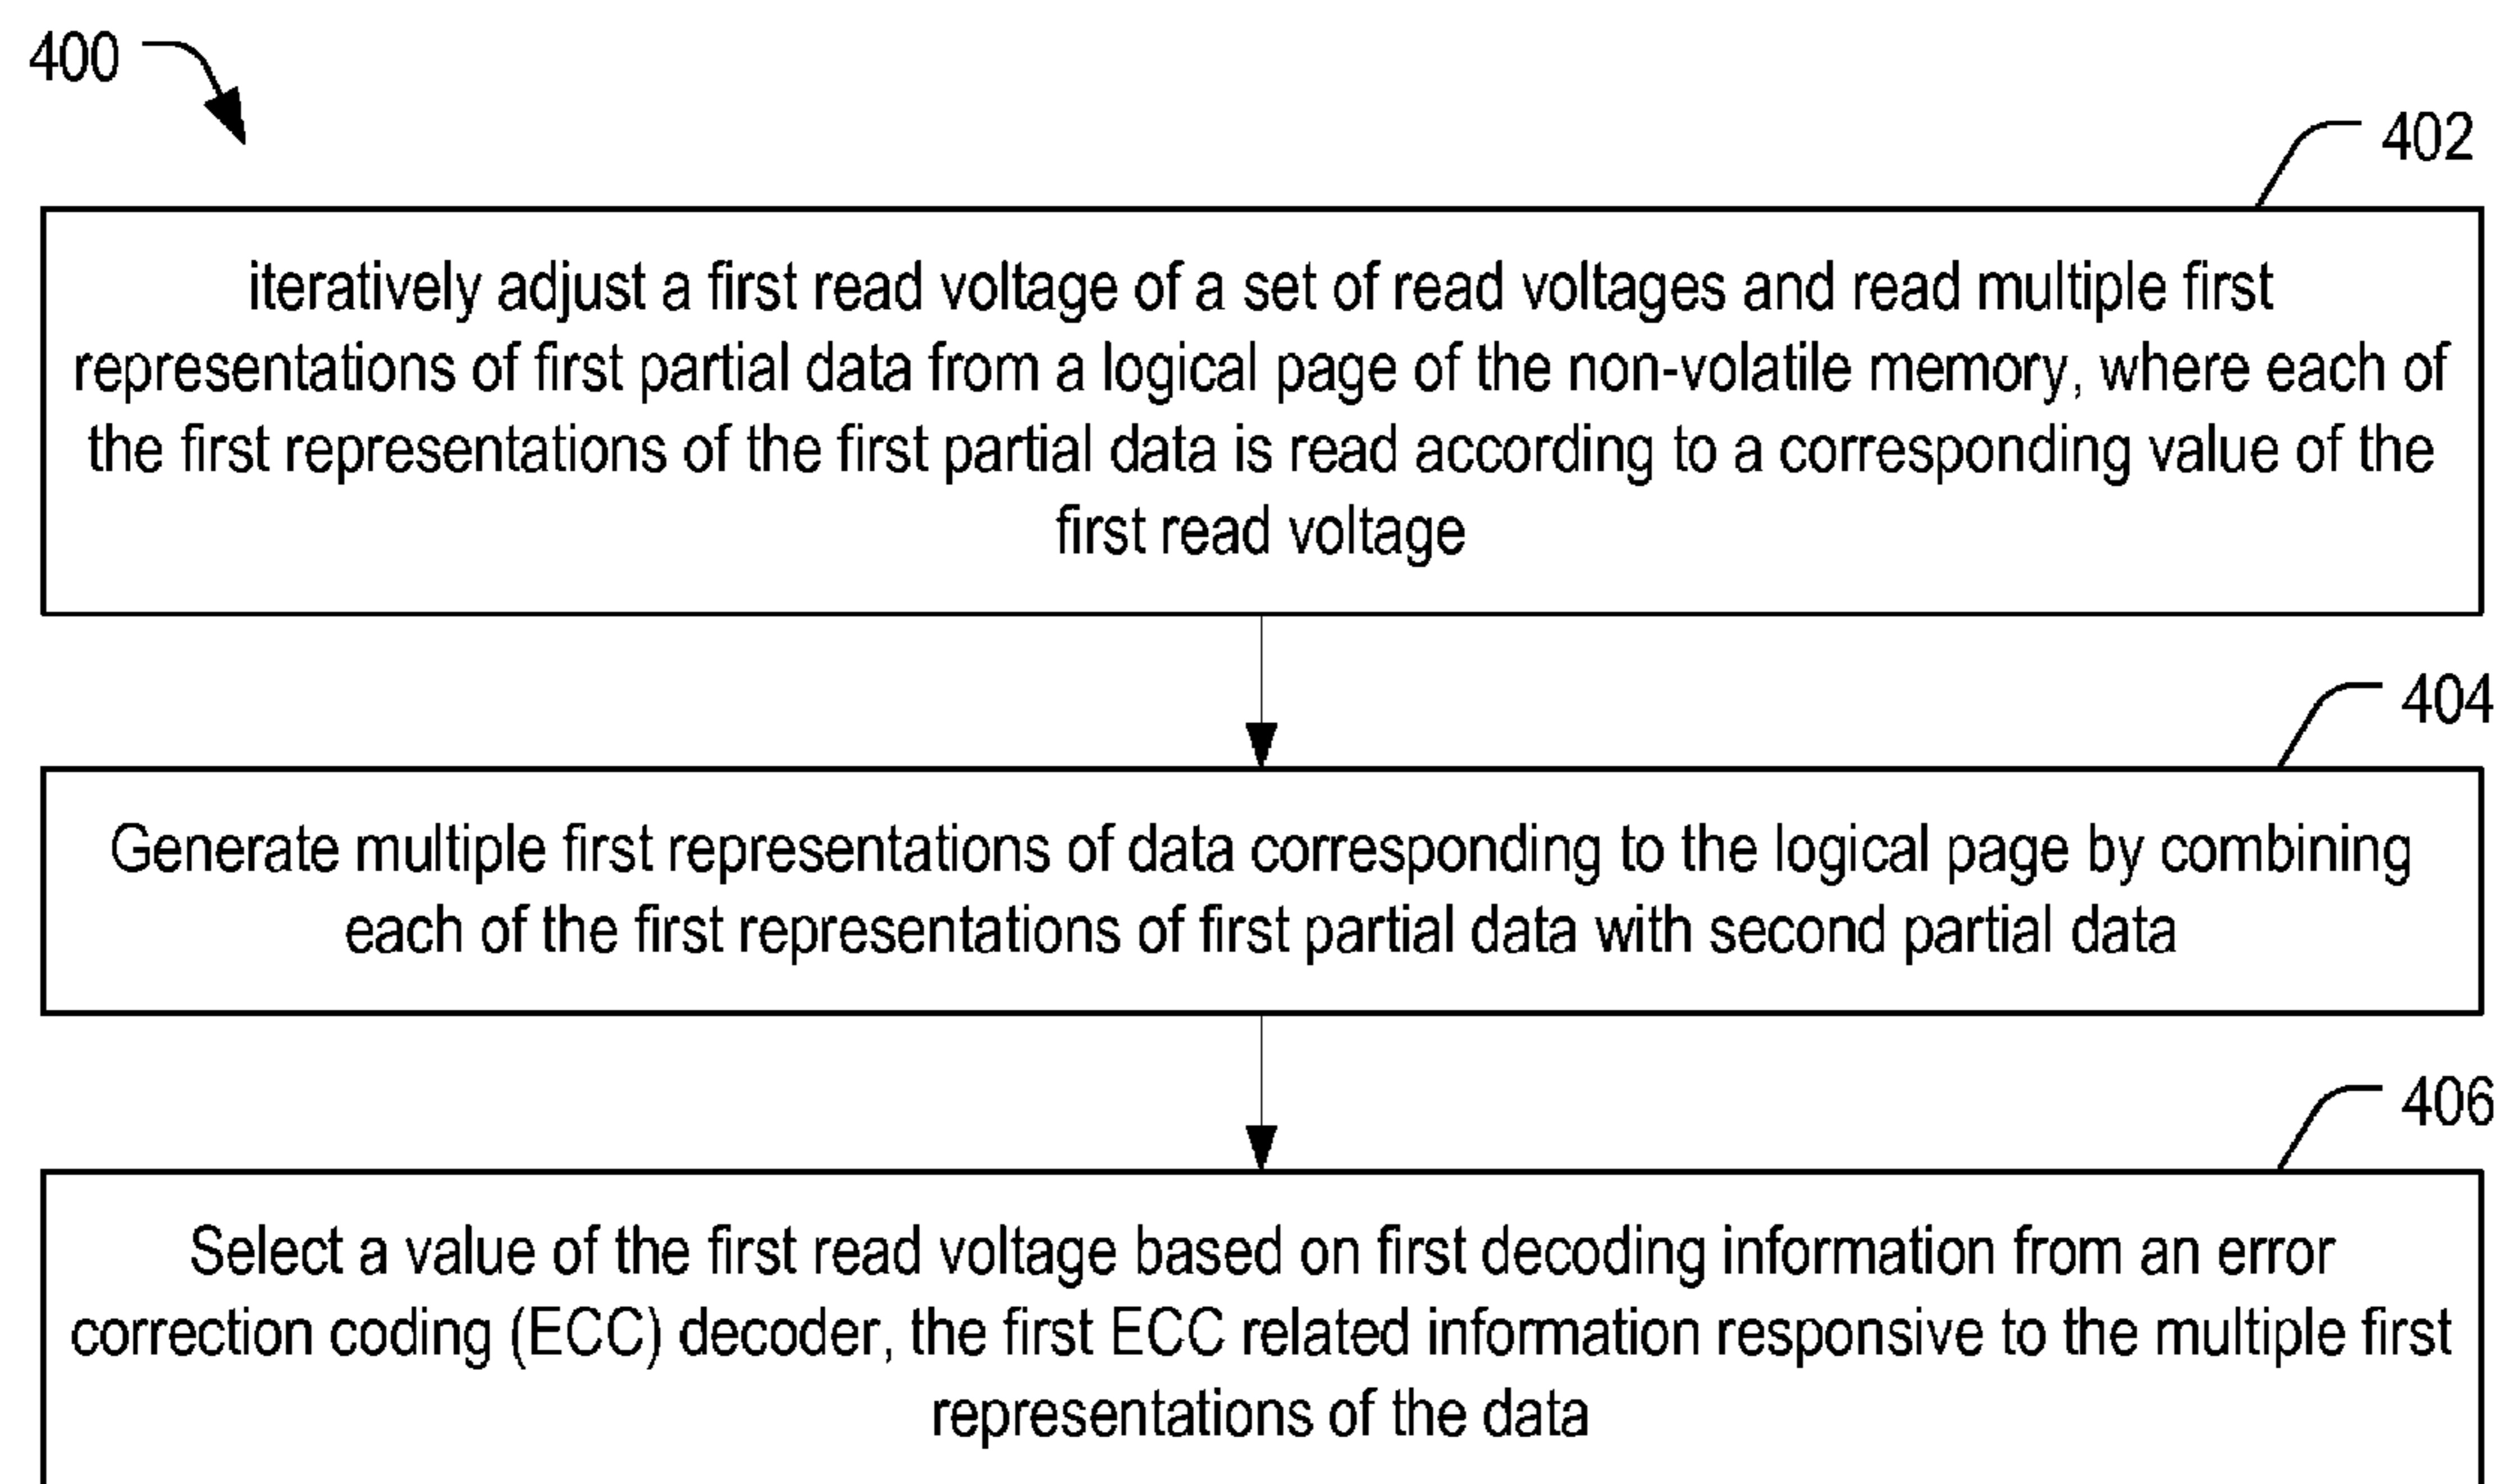 400
402
iteratively adjust a first read voltage of a set of read voltages and read multiple first
representations of first partial data from a logical page of the non-volatile memory, where each of
the first representations of the first partial data is read according to a corresponding value of the
first read voltage
404
Generate multiple first representations of data corresponding to the logical page by combining
each of the first representations of first partial data with second partial data
406
Select a value of the first read voltage based on first decoding information from an error
correction coding (ECC) decoder, the first ECC related information responsive to the multiple first
representations of the data